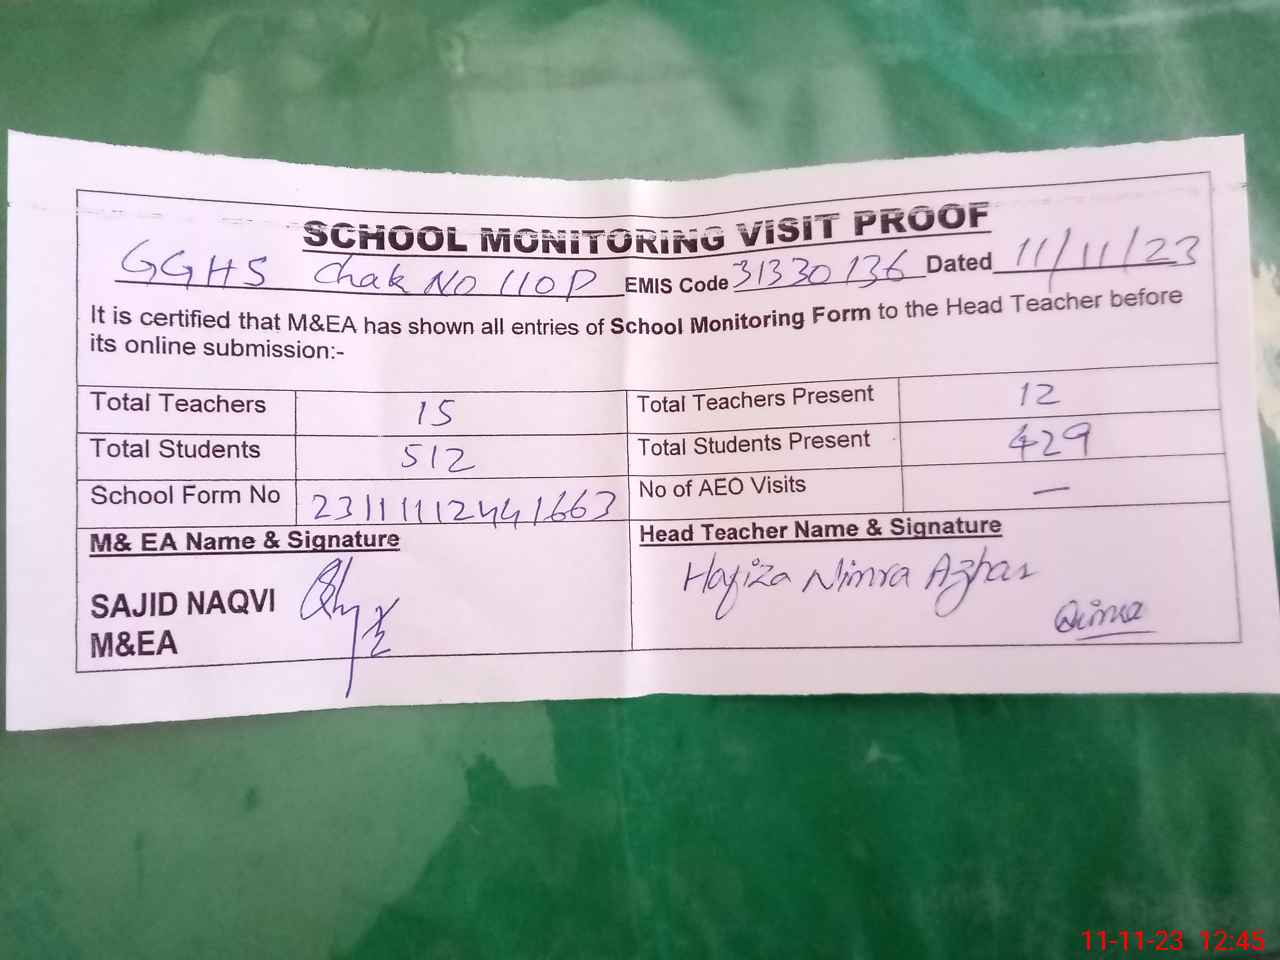 SCHOOL MONITORING VISIT PROOF
GGHS Chak No 110P EMIS Code 31330136 Dated 11/11/23
It is certified that M&EA has shown all entries of School Monitoring Form to the Head Teacher before
its online submission:-
Total Teachers 15 Total Teachers Present 12
Total Students 512 Total Students Present 429
School Form No 231111112441663 No of AEO Visits —
M& EA Name & Signature Head Teacher Name & Signature
Hafiza Nimra Azhar
SAJID NAQVI
M&EA
11-11-23 12:45